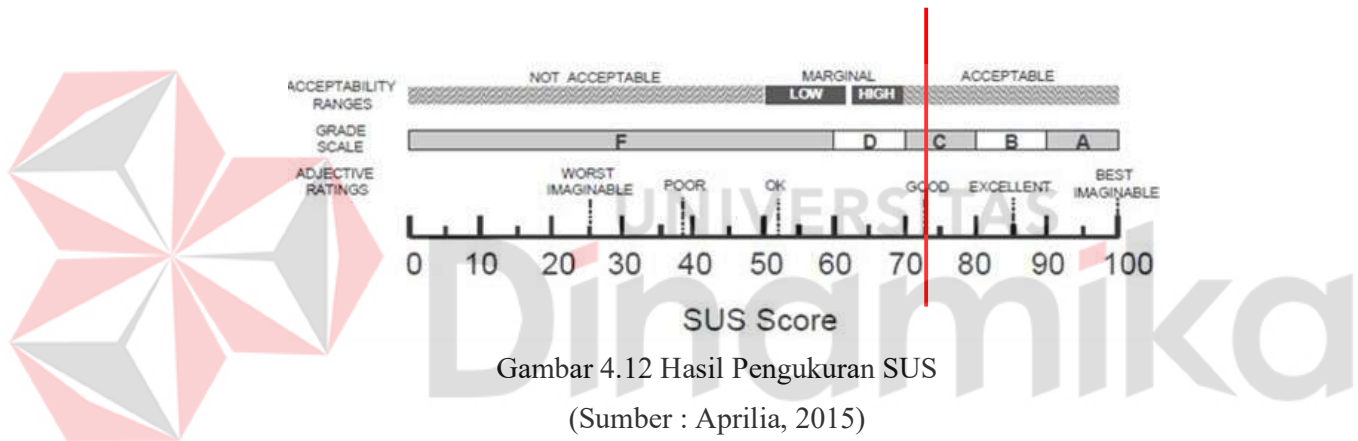 NOT ACCEPTABLE MARGINAL ACCEPTABLE
ACCEPTABILITY RANGES LOW HIGH
GRADE SCALE F D C B A
ADJECTIVE RATINGS WORST IMAGINABLE POOR OK GOOD EXCELLENT BEST IMAGINABLE
UNIVERSITAS
0 10 20 30 40 50 60 70 80 90 100
Dinamika
SUS Score
Gambar 4.12 Hasil Pengukuran SUS
(Sumber : Aprilia, 2015)